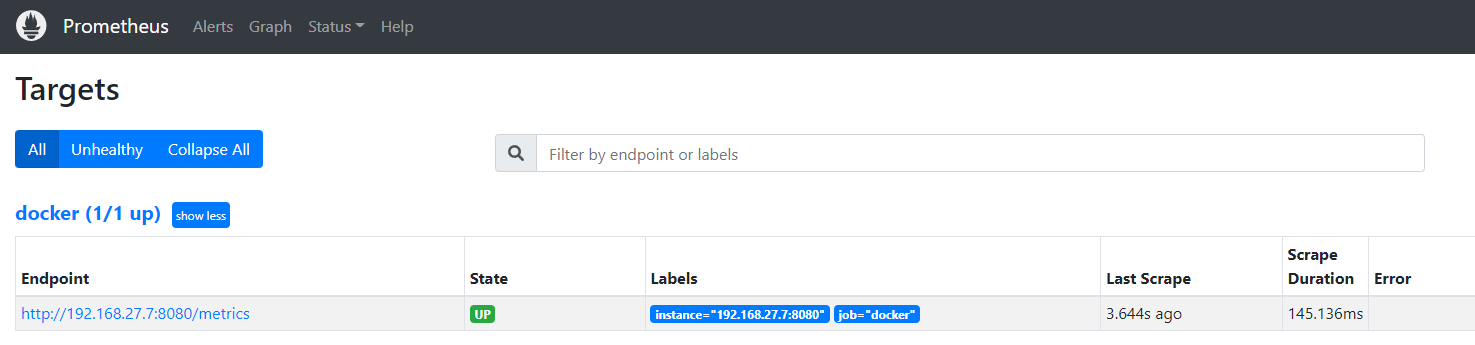 Prometheus Alerts Graph Status Help
Targets
All Unhealthy Collapse All
Filter by endpoint or labels
docker (1/1 up) show less
Endpoint State Labels Last Scrape Scrape Duration Error
http://192.168.27.7:8080/metrics UP instance="192.168.27.7:8080" job="docker" 3.644s ago 145.136ms